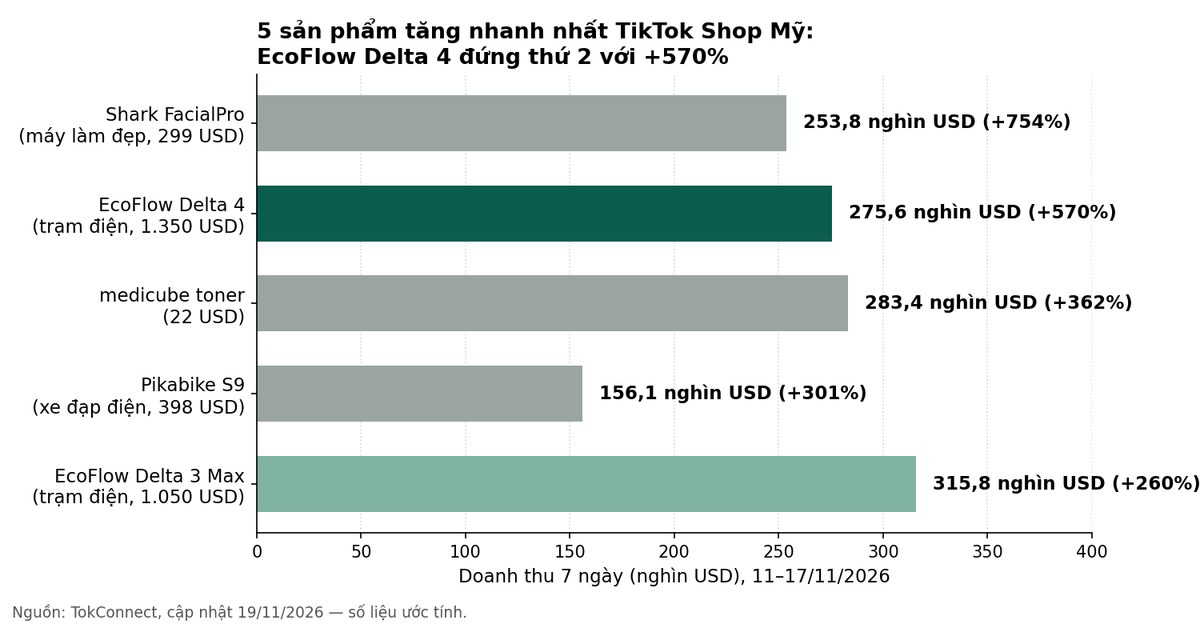 5 sản phẩm tăng nhanh nhất TikTok Shop Mỹ:
EcoFlow Delta 4 đứng thứ 2 với +570%
Shark FacialPro
(máy làm đẹp, 299 USD)
253,8 nghìn USD (+754%)
EcoFlow Delta 4
(trạm điện, 1.350 USD)
275,6 nghìn USD (+570%)
medicube toner
(22 USD)
283,4 nghìn USD (+362%)
Pikabike S9
(xe đạp điện, 398 USD)
156,1 nghìn USD (+301%)
EcoFlow Delta 3 Max
(trạm điện, 1.050 USD)
315,8 nghìn USD (+260%)
0 50 100 150 200 250 300 350 400
Doanh thu 7 ngày (nghìn USD), 11–17/11/2026
Nguồn: TokConnect, cập nhật 19/11/2026 — số liệu ước tính.